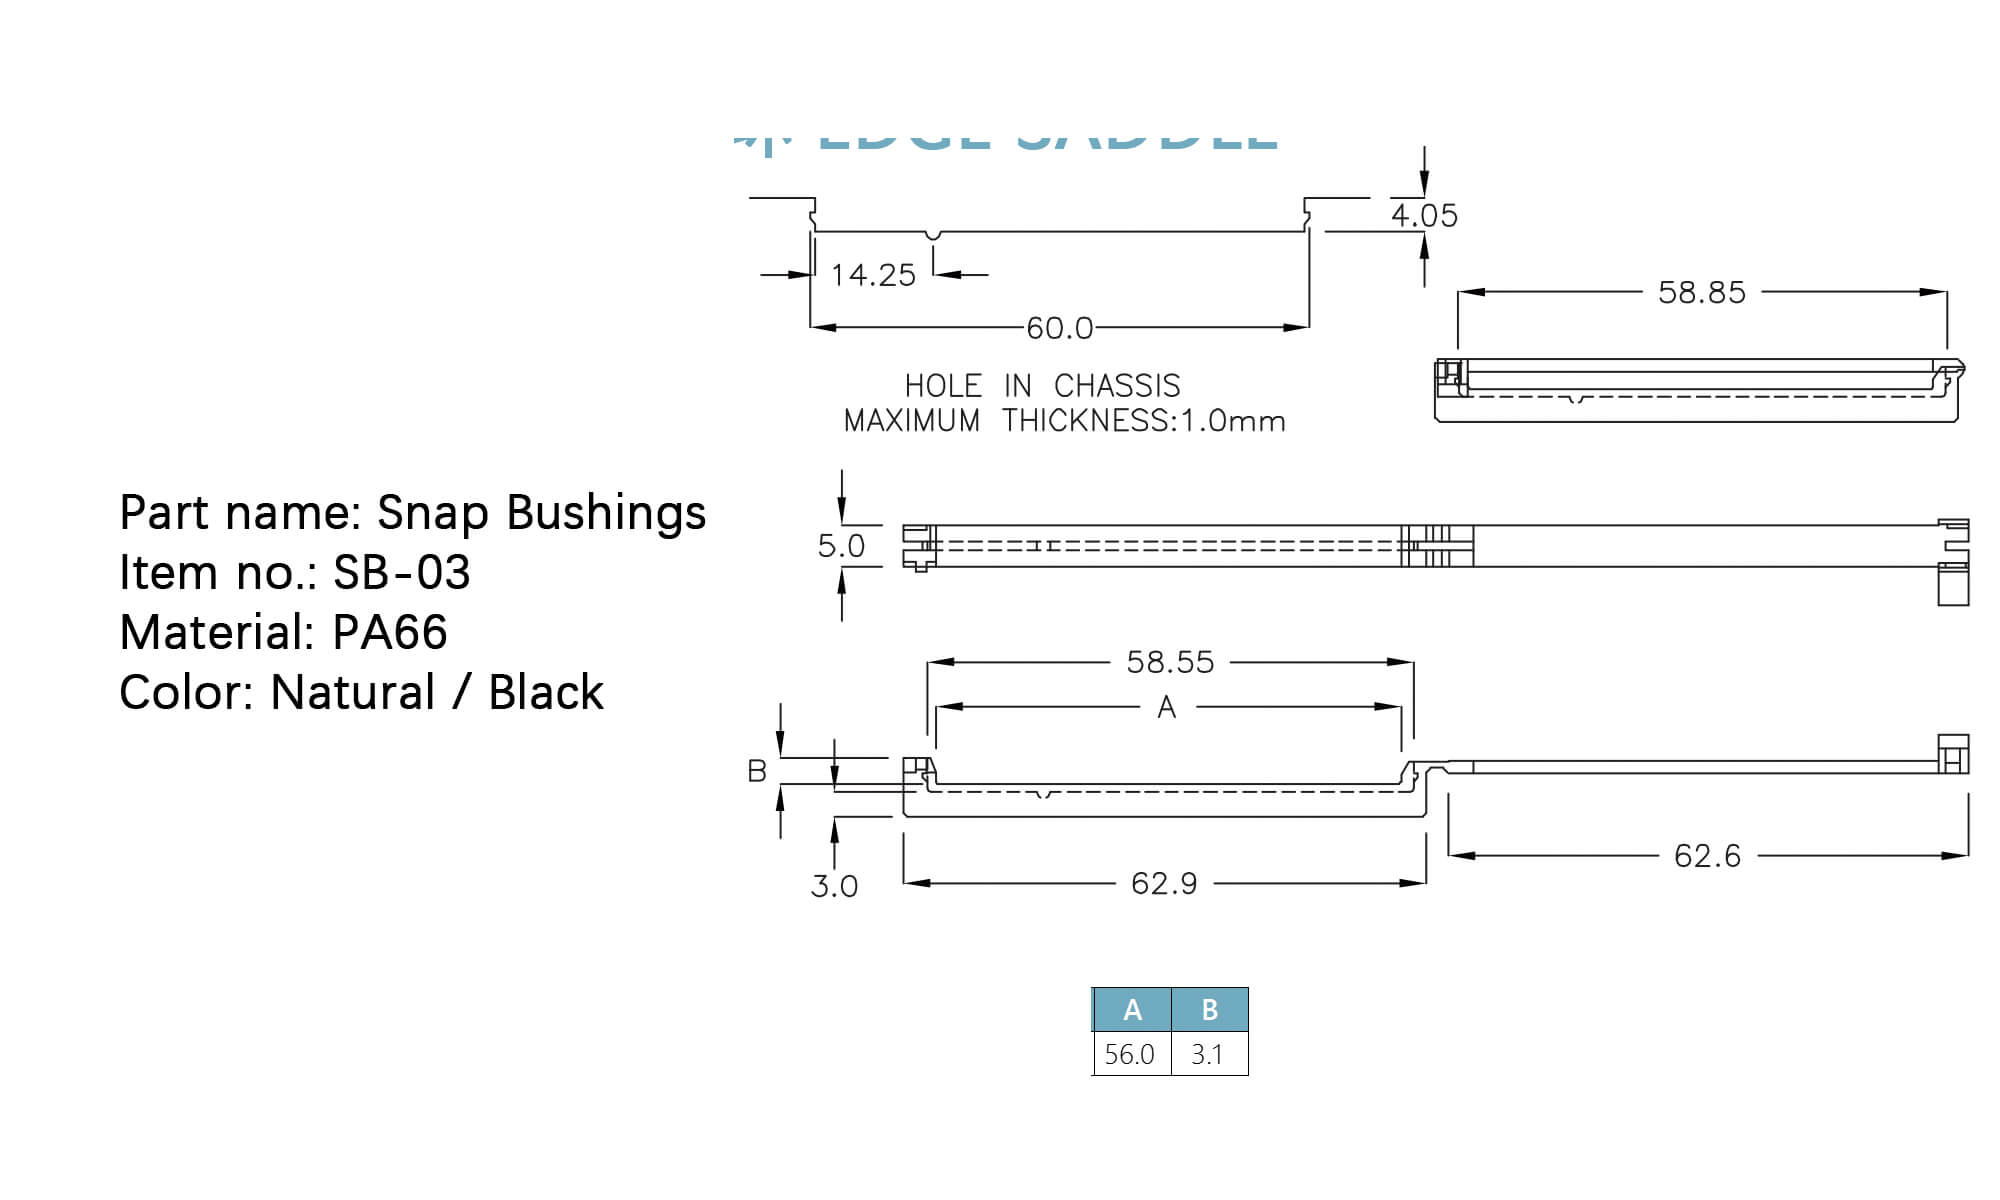 EDGE SADDLE
4.05
14.25
58.85
60.0
HOLE IN CHASSIS
MAXIMUM THICKNESS:1.0mm
Part name: Snap Bushings
Item no.: SB-03
Material: PA66
Color: Natural / Black
5.0
58.55
A
B
62.6
3.0
62.9
A B
56.0 3.1